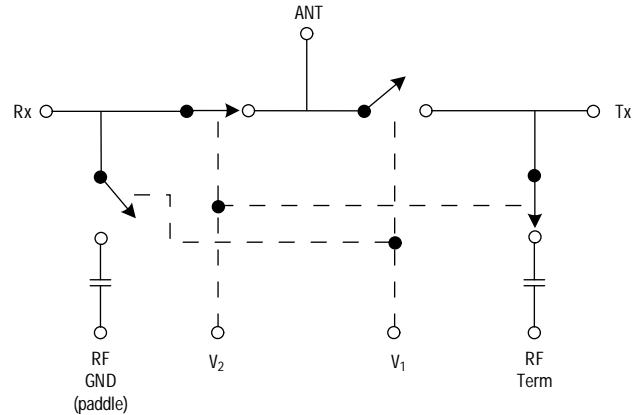 ANT
Rx
Tx
RF
GND
(paddle)
V2
V1
RF
Term